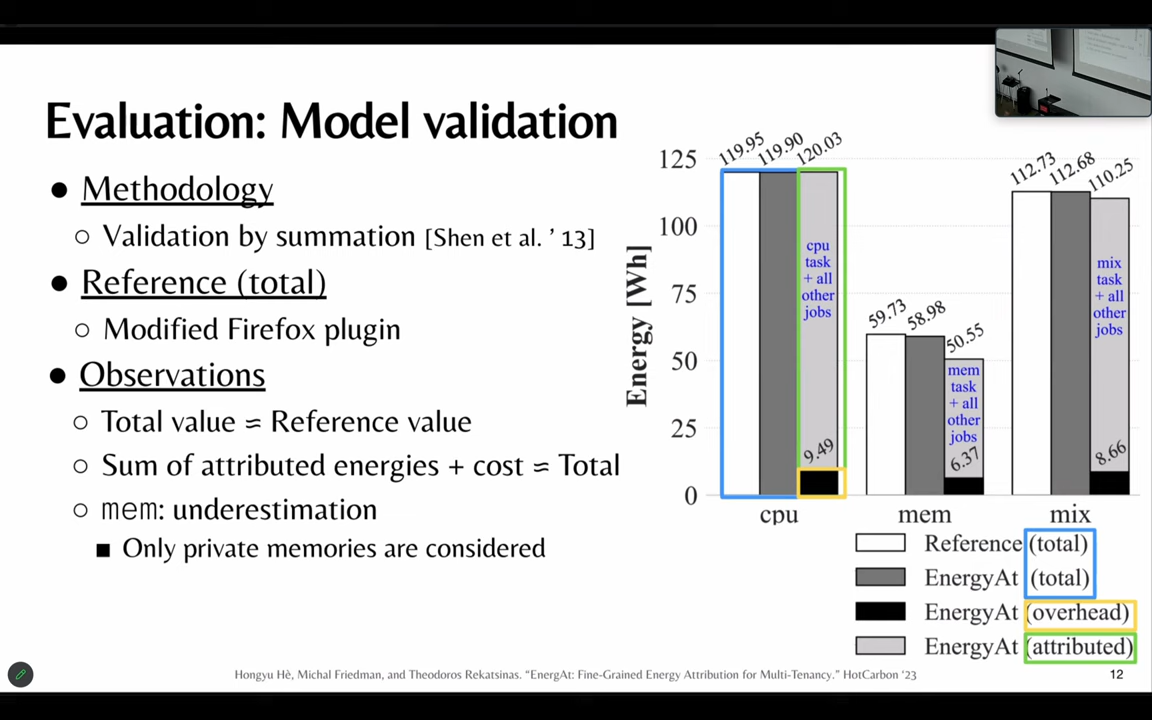 Evaluation: Model validation
● Methodology
○ Validation by summation [Shen et al. ’ 13]
● Reference (total)
○ Modified Firefox plugin
● Observations
○ Total value ≈ Reference value
○ Sum of attributed energies + cost ≈ Total
○ mem: underestimation
■ Only private memories are considered
Energy [Wh]
125
100
75
50
25
0
119.95
119.90
120.03
cpu
task
+ all
other
jobs
9.49
59.73
58.98
50.55
mem
task
+ all
other
jobs
6.37
112.73
112.68
110.25
mix
task
+ all
other
jobs
8.66
cpu
mem
mix
Reference (total)
EnergyAt (total)
EnergyAt (overhead)
EnergyAt (attributed)
Hongyu Hè, Michal Friedman, and Theodoros Rekatsinas. “EnergAt: Fine-Grained Energy Attribution for Multi-Tenancy.” HotCarbon ’23
12